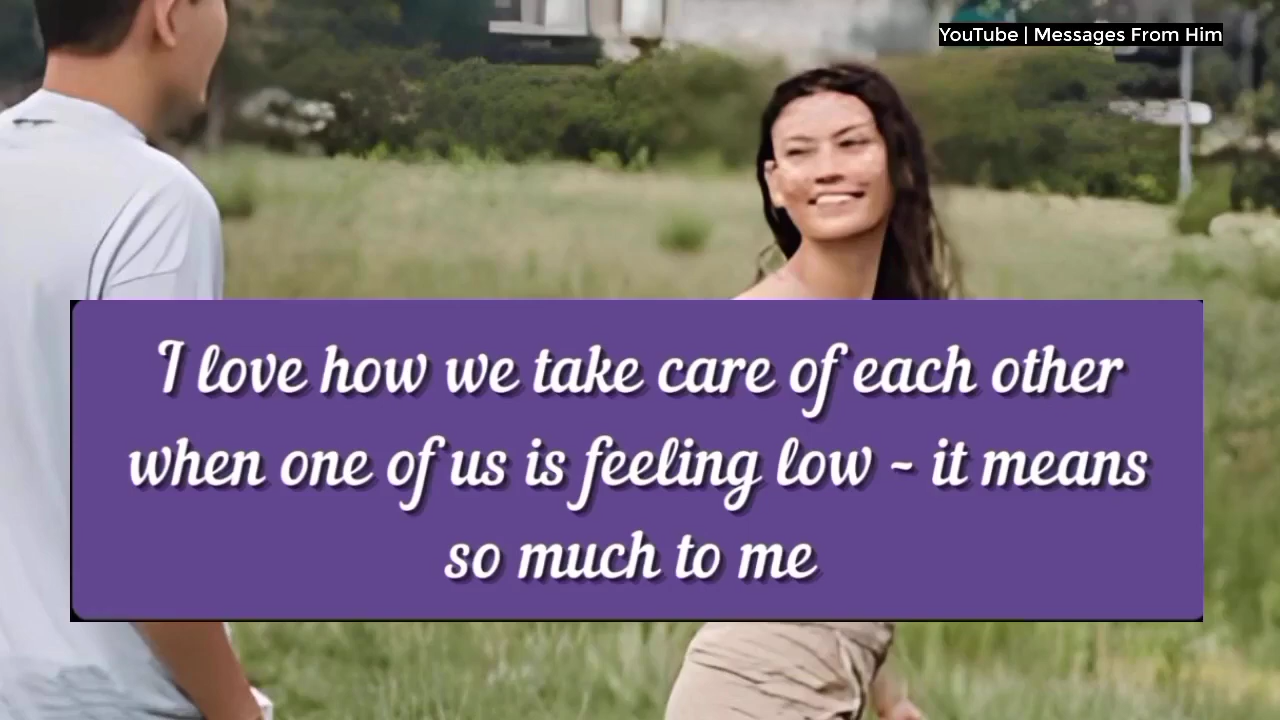 YouTube | Messages From Him
I love how we take care of each other
when one of us is feeling low ~ it means
so much to me